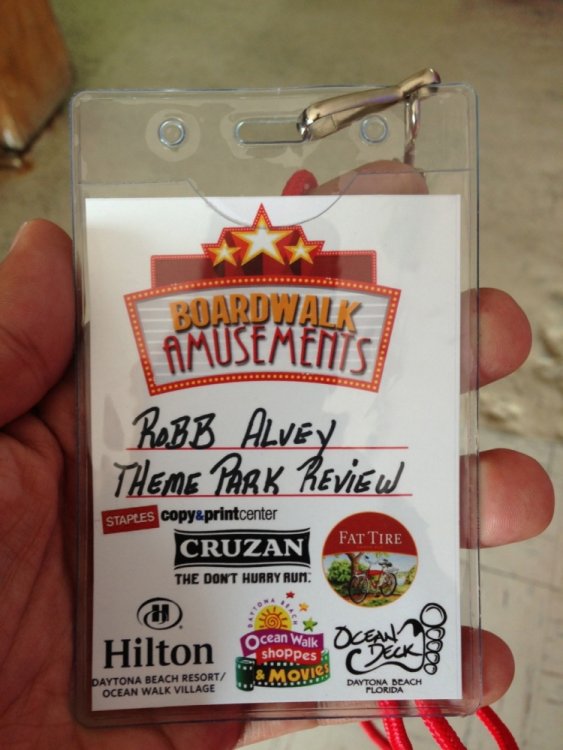 BOARDWALK
AMUSEMENTS
ROBB ALVEY
THEME PARK REVIEW
STAPLES copy&printcenter
CRUZAN
THE DON'T HURRY RUM.
FAT TIRE
Hilton
DAYTONA BEACH RESORT/
OCEAN WALK VILLAGE
DAYTONA BEACH
Ocean Walk
shoppes
& MOVIES
OCEAN
DECK
DAYTONA BEACH
FLORIDA